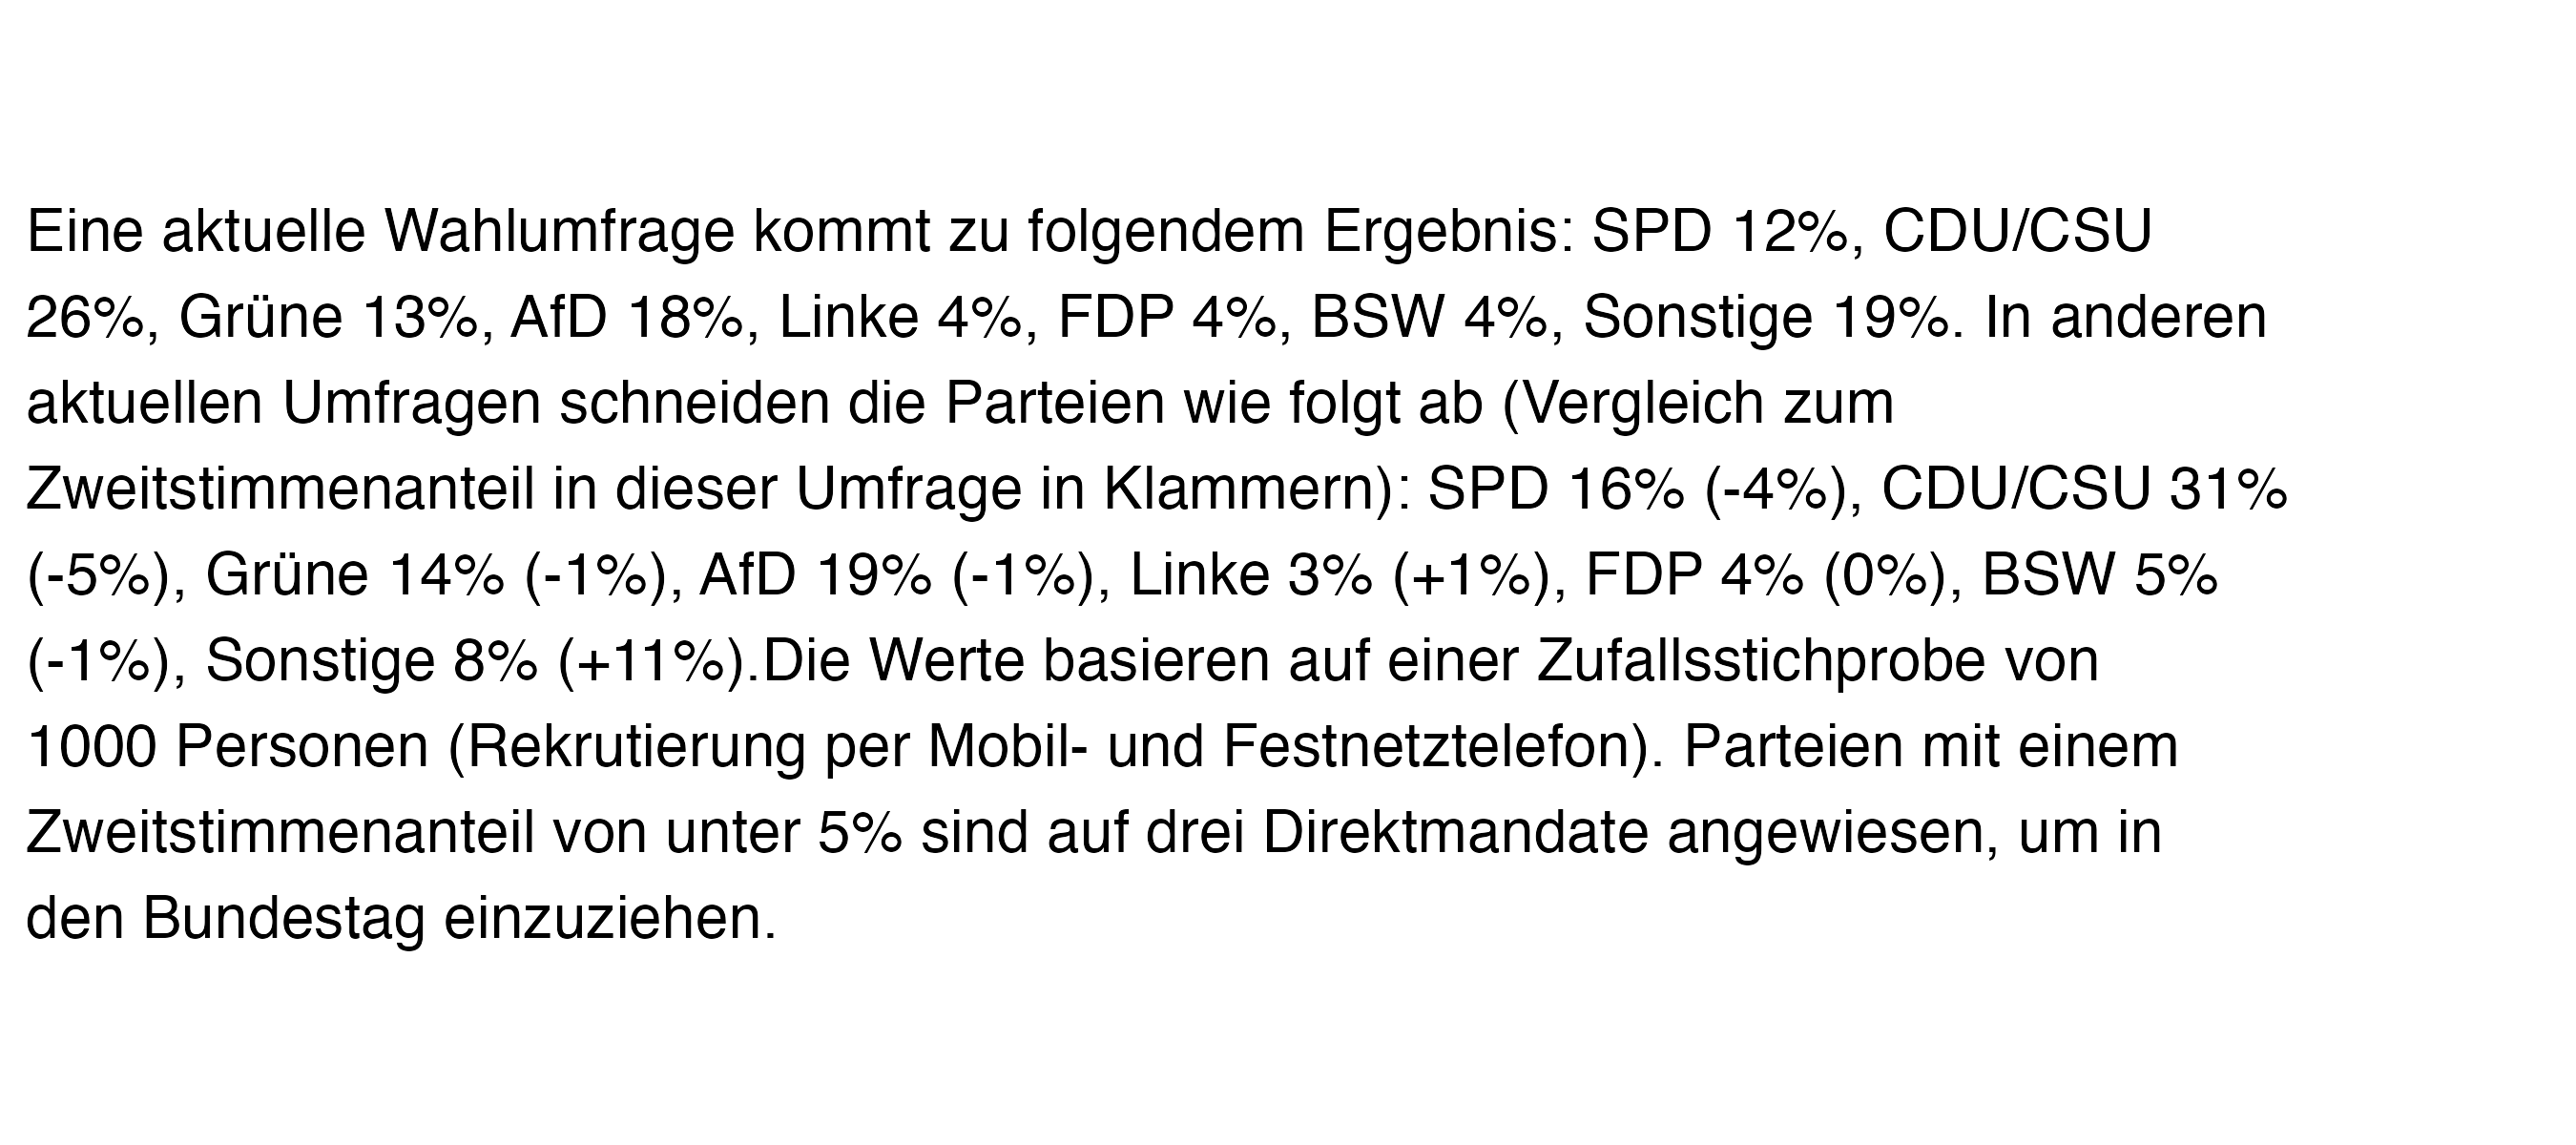 Eine aktuelle Wahlumfrage kommt zu folgendem Ergebnis: SPD 12%, CDU/CSU
26%, Grüne 13%, AfD 18%, Linke 4%, FDP 4%, BSW 4%, Sonstige 19%. In anderen
aktuellen Umfragen schneiden die Parteien wie folgt ab (Vergleich zum
Zweitstimmenanteil in dieser Umfrage in Klammern): SPD 16% (-4%), CDU/CSU 31%
(-5%), Grüne 14% (-1%), AfD 19% (-1%), Linke 3% (+1%), FDP 4% (0%), BSW 5%
(-1%), Sonstige 8% (+11%).Die Werte basieren auf einer Zufallsstichprobe von
1000 Personen (Rekrutierung per Mobil- und Festnetztelefon). Parteien mit einem
Zweitstimmenanteil von unter 5% sind auf drei Direktmandate angewiesen, um in
den Bundestag einzuziehen.